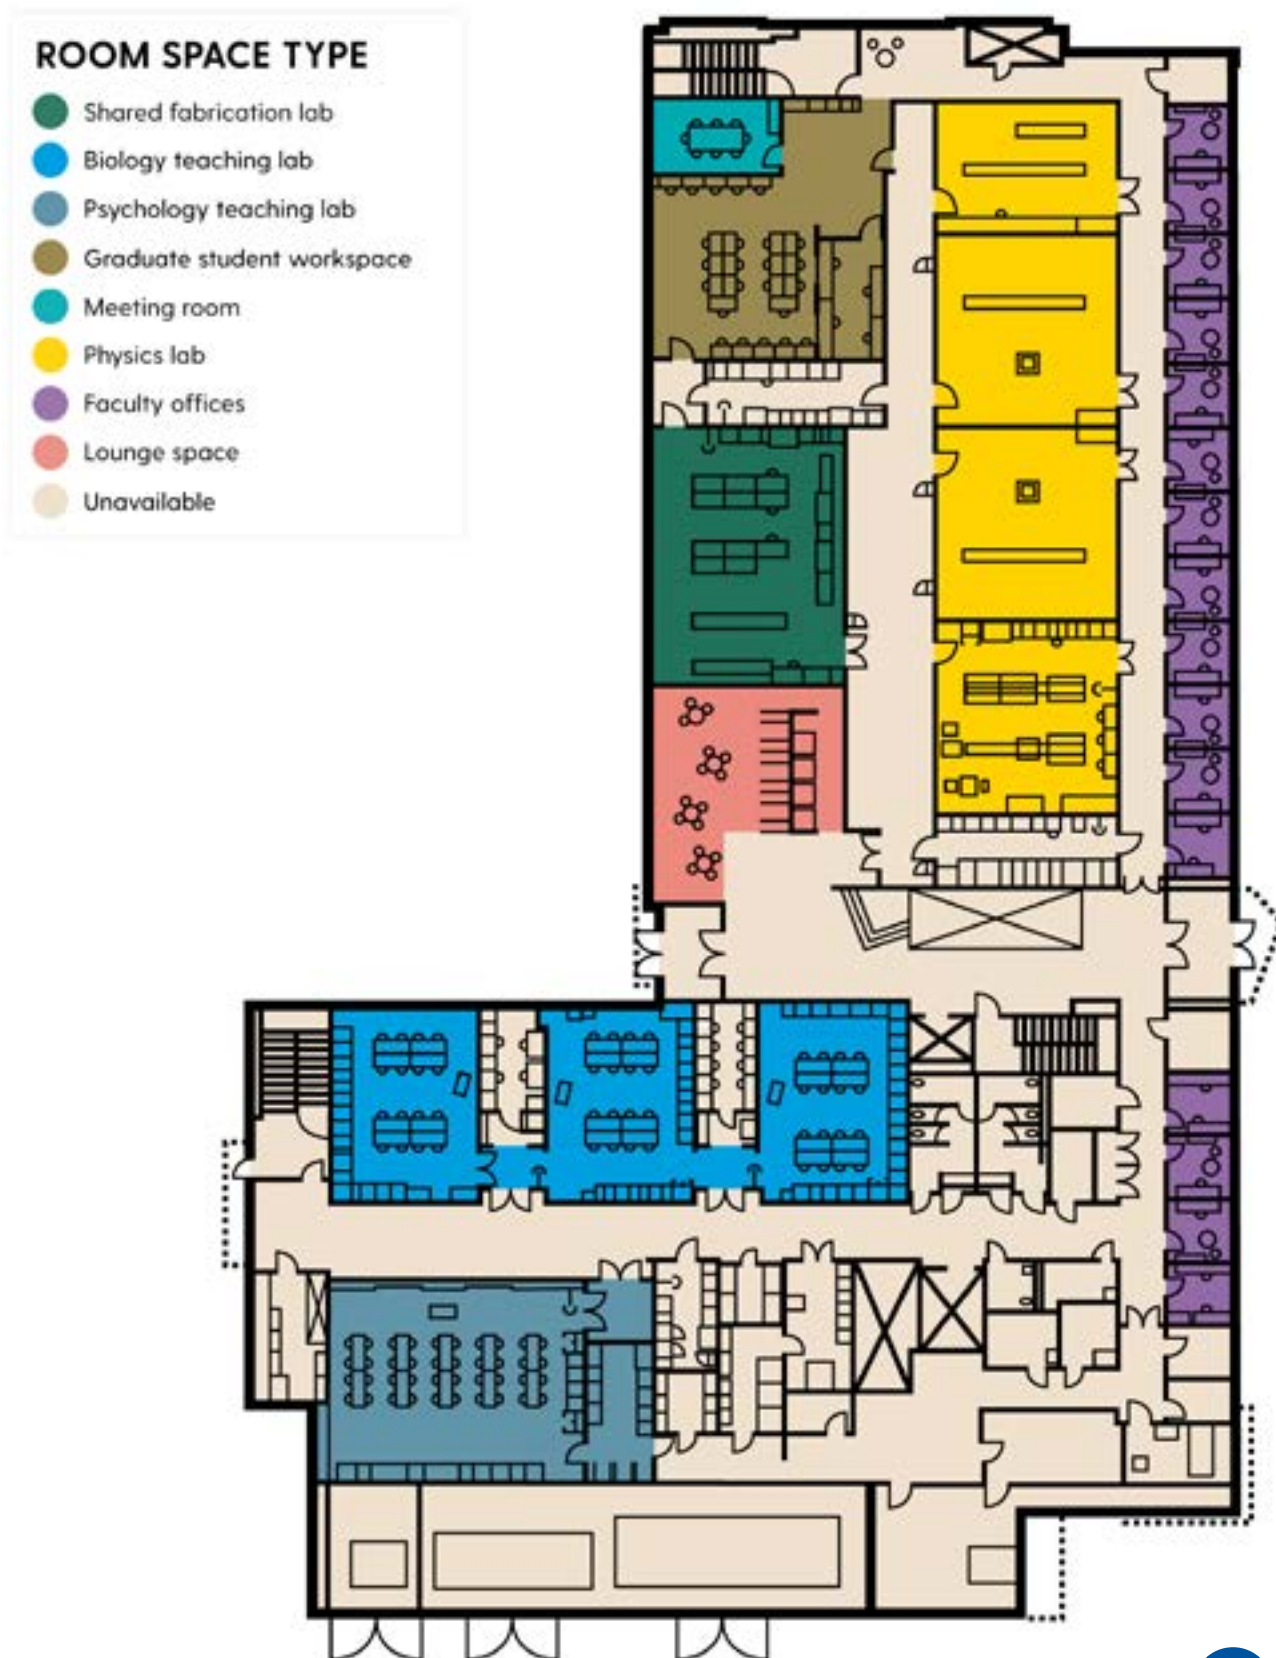 ROOM SPACE TYPE
Shared fabrication lab
Biology teaching lab
Psychology teaching lab
Graduate student workspace
Meeting room
Physics lab
Faculty offices
Lounge space
Unavailable